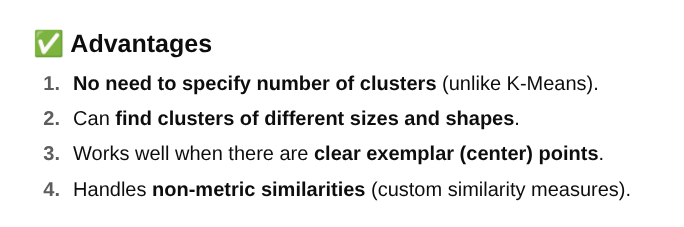 ✅ Advantages
1. No need to specify number of clusters (unlike K-Means).
2. Can find clusters of different sizes and shapes.
3. Works well when there are clear exemplar (center) points.
4. Handles non-metric similarities (custom similarity measures).